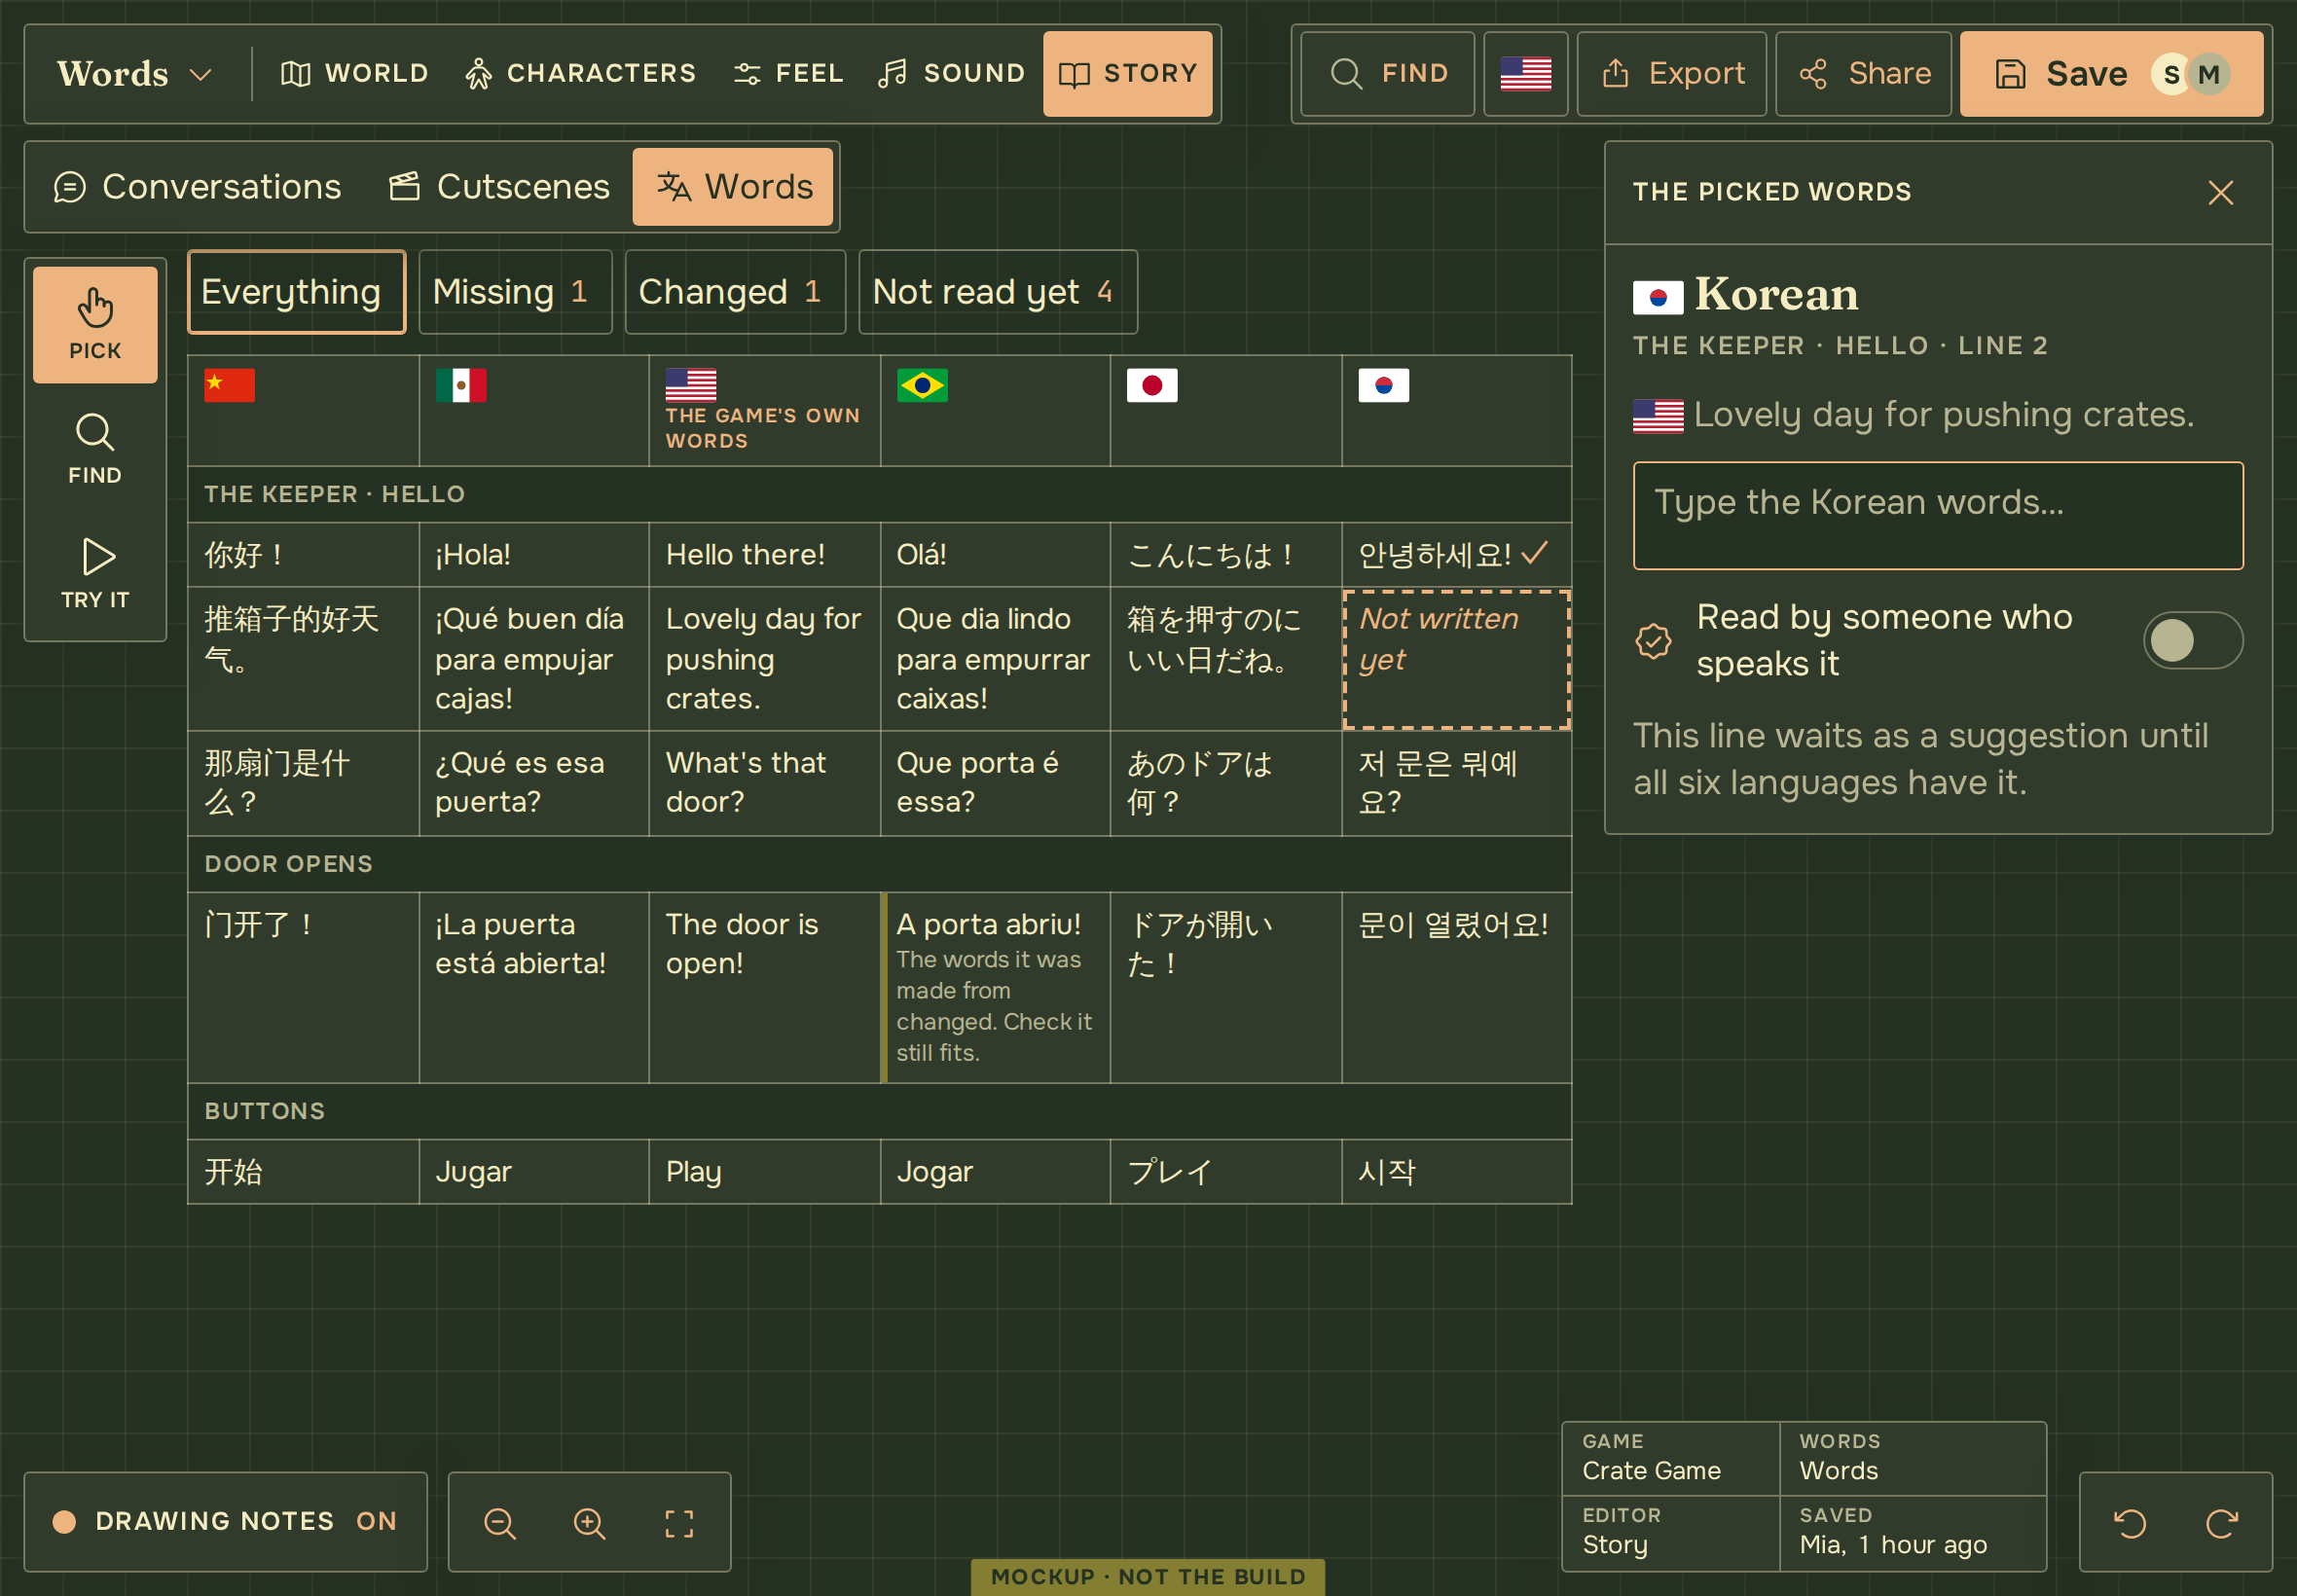 Words
WORLD
CHARACTERS
FEEL
SOUND
STORY
FIND
Export
Share
Save
S
M
Conversations
Cutscenes
Words
PICK
FIND
TRY IT
Everything
Missing 1
Changed 1
Not read yet 4
THE GAME'S OWN
WORDS
THE KEEPER · HELLO
你好！
¡Hola!
Hello there!
Olá!
こんにちは！
안녕하세요!
推箱子的好天
气。
¡Qué buen día
para empujar
cajas!
Lovely day for
pushing
crates.
Que dia lindo
para empurrar
caixas!
箱を押すのに
いい日だね。
Not written
yet
那扇门是什
么？
¿Qué es esa
puerta?
What's that
door?
Que porta é
essa?
あのドアは
何？
저 문은 뭐예
요?
DOOR OPENS
门开了！
¡La puerta
está abierta!
The door is
open!
A porta abriu!
The words it was
made from
changed. Check it
still fits.
ドアが開い
た！
문이 열렸어요!
BUTTONS
开始
Jugar
Play
Jogar
プレイ
시작
THE PICKED WORDS
Korean
THE KEEPER · HELLO · LINE 2
Lovely day for pushing crates.
Type the Korean words...
Read by someone who
speaks it
This line waits as a suggestion until
all six languages have it.
DRAWING NOTES ON
GAME
Crate Game
WORDS
Words
EDITOR
Story
SAVED
Mia, 1 hour ago
MOCKUP · NOT THE BUILD